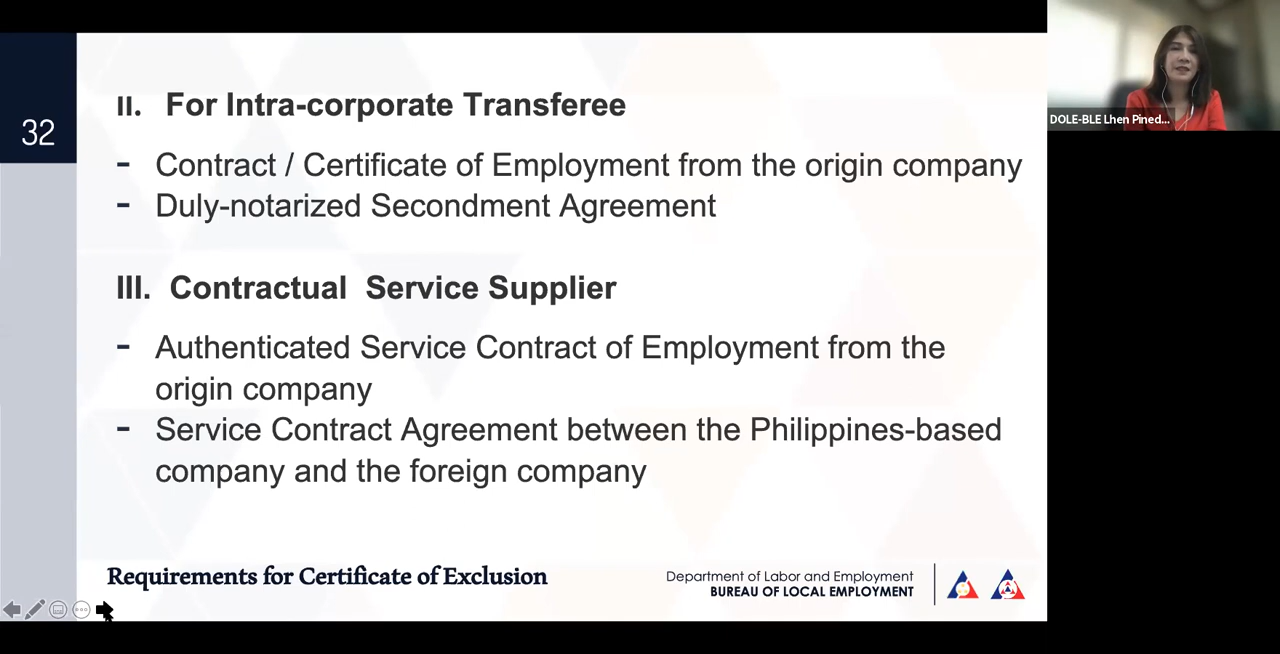 32
II. For Intra-corporate Transferee
- Contract / Certificate of Employment from the origin company
- Duly-notarized Secondment Agreement
III. Contractual Service Supplier
- Authenticated Service Contract of Employment from the
origin company
- Service Contract Agreement between the Philippines-based
company and the foreign company
Requirements for Certificate of Exclusion
Department of Labor and Employment
BUREAU OF LOCAL EMPLOYMENT
DOLE-BLE Lhen Pined...